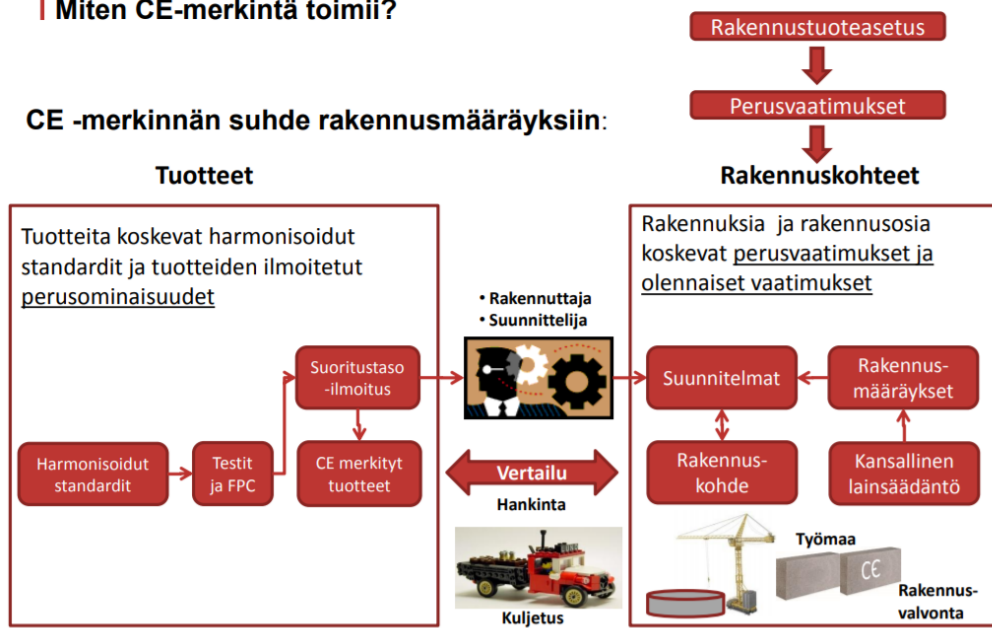 Miten CE-merkintä toimii?
Rakennustuoteasetus
Perusvaatimukset
CE -merkinnän suhde rakennusmääräyksiin:
Tuotteet
Rakennuskohteet
Tuotteita koskevat harmonisoidut
standardit ja tuotteiden ilmoitetut
perusominaisuudet
Suoritustaso
-ilmoitus
Harmonisoidut
standardit
Testit
ja FPC
CE merkityt
tuotteet
• Rakennuttaja
• Suunnittelija
Vertailu
Hankinta
Kuljetus
Rakennuksia ja rakennusosia
koskevat perusvaatimukset ja
olennaiset vaatimukset
Suunnitelmat
Rakennus-
määräykset
Rakennus-
kohde
Kansallinen
lainsäädäntö
Työmaa
CE
Rakennus-
valvonta